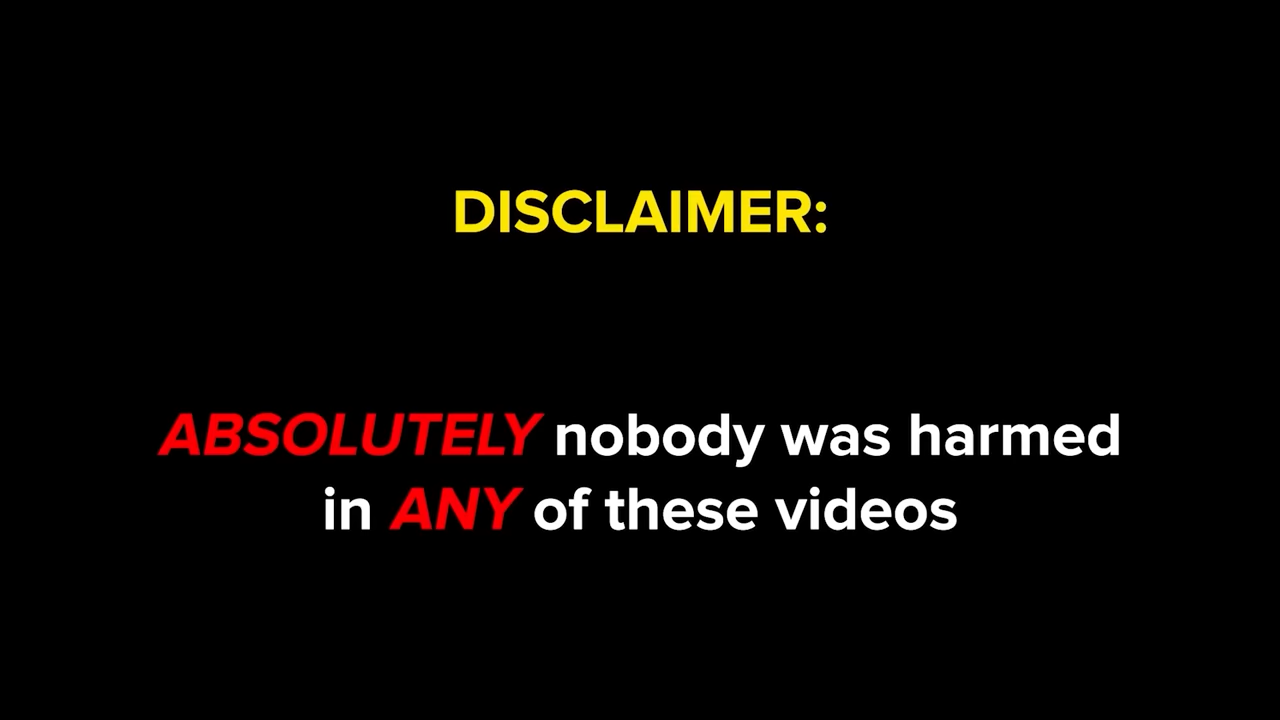 DISCLAIMER:
ABSOLUTELY nobody was harmed
in ANY of these videos